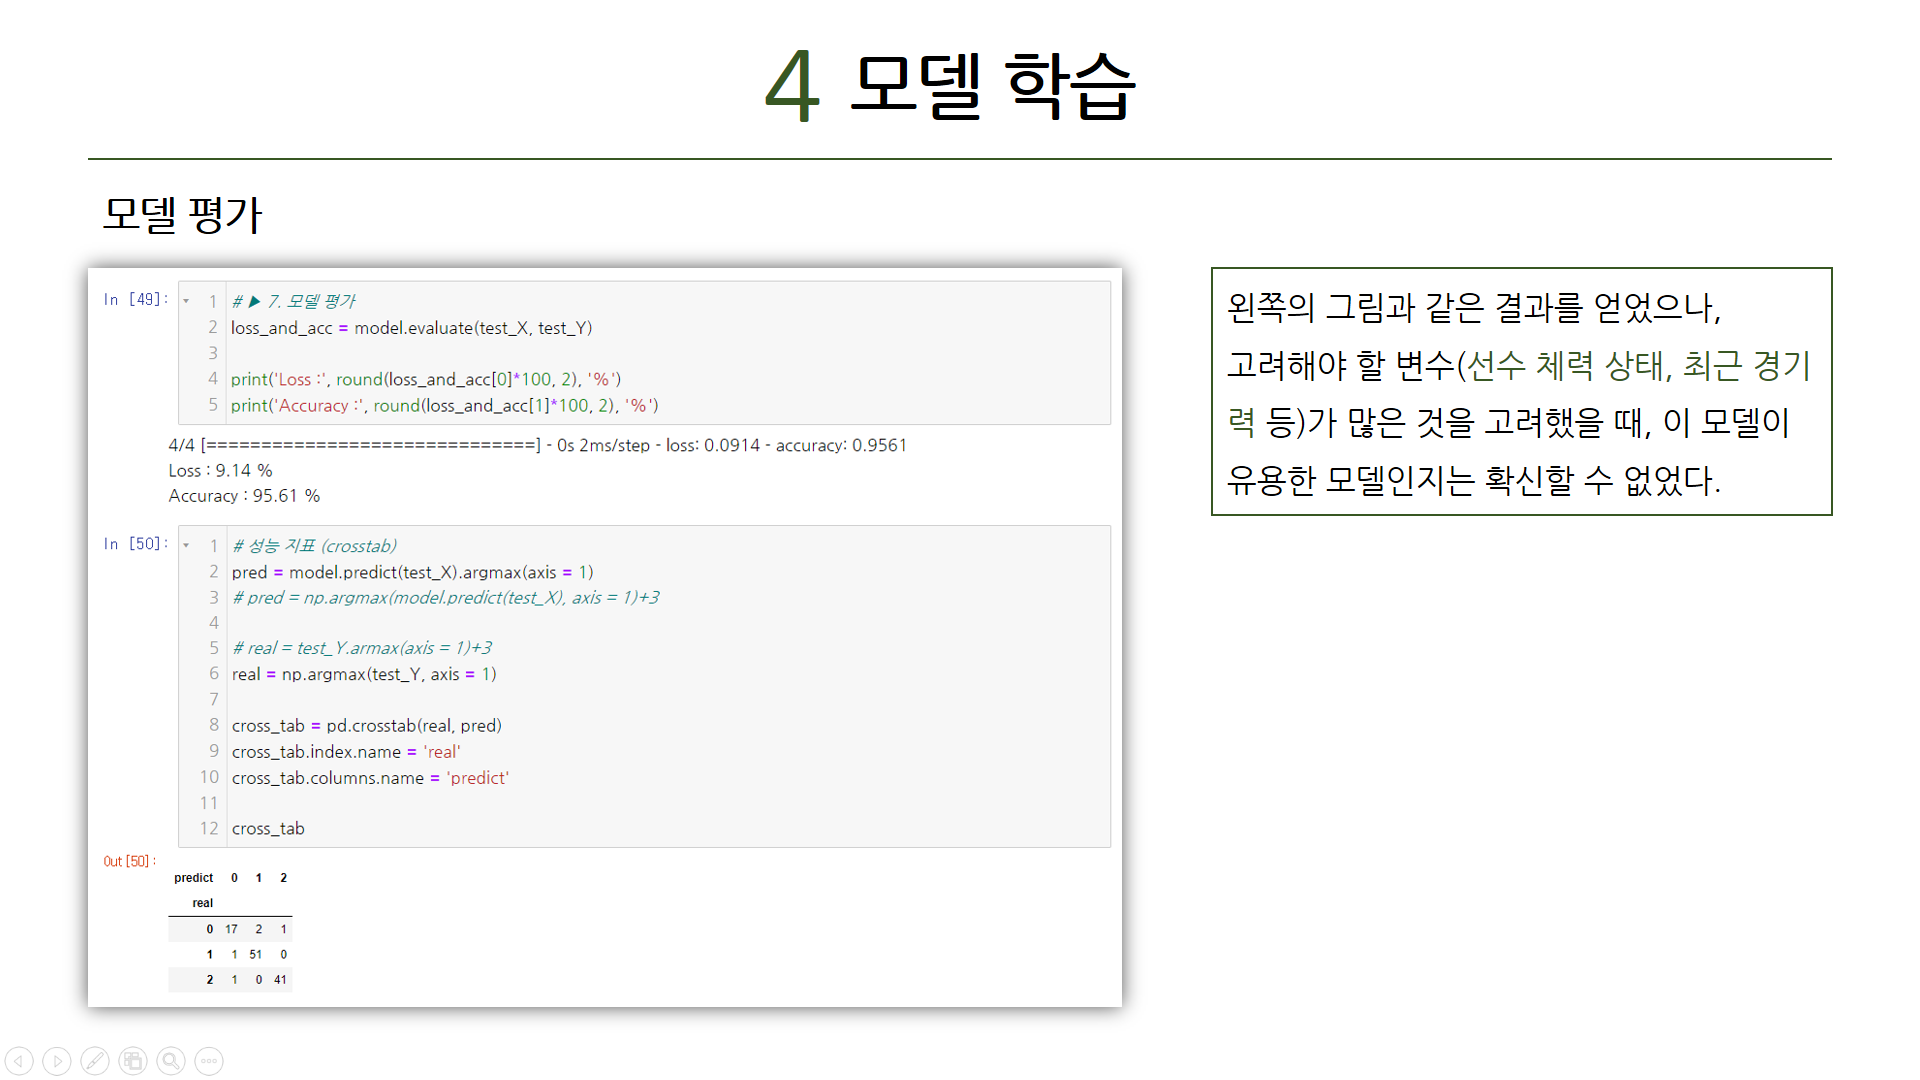 4 모델 학습
모델 평가
In [49]:
1 # ▶ 7. 모델 평가
2 loss_and_acc = model.evaluate(test_X, test_Y)
3
4 print('Loss :', round(loss_and_acc[0]*100, 2), '%')
5 print('Accuracy :', round(loss_and_acc[1]*100, 2), '%')
4/4 [==============================] - 0s 2ms/step - loss: 0.0914 - accuracy: 0.9561
Loss : 9.14 %
Accuracy : 95.61 %
In [50]:
1 # 성능 지표 (crosstab)
2 pred = model.predict(test_X).argmax(axis = 1)
3 # pred = np.argmax(model.predict(test_X), axis = 1)+3
4
5 # real = test_Y.armax(axis = 1)+3
6 real = np.argmax(test_Y, axis = 1)
7
8 cross_tab = pd.crosstab(real, pred)
9 cross_tab.index.name = 'real'
10 cross_tab.columns.name = 'predict'
11
12 cross_tab
Out[50]:
predict 0 1 2
real
0 17 2 1
1 1 51 0
2 1 0 41
왼쪽의 그림과 같은 결과를 얻었으나,
고려해야 할 변수(선수 체력 상태, 최근 경기
력 등)가 많은 것을 고려했을 때, 이 모델이
유용한 모델인지는 확신할 수 없었다.